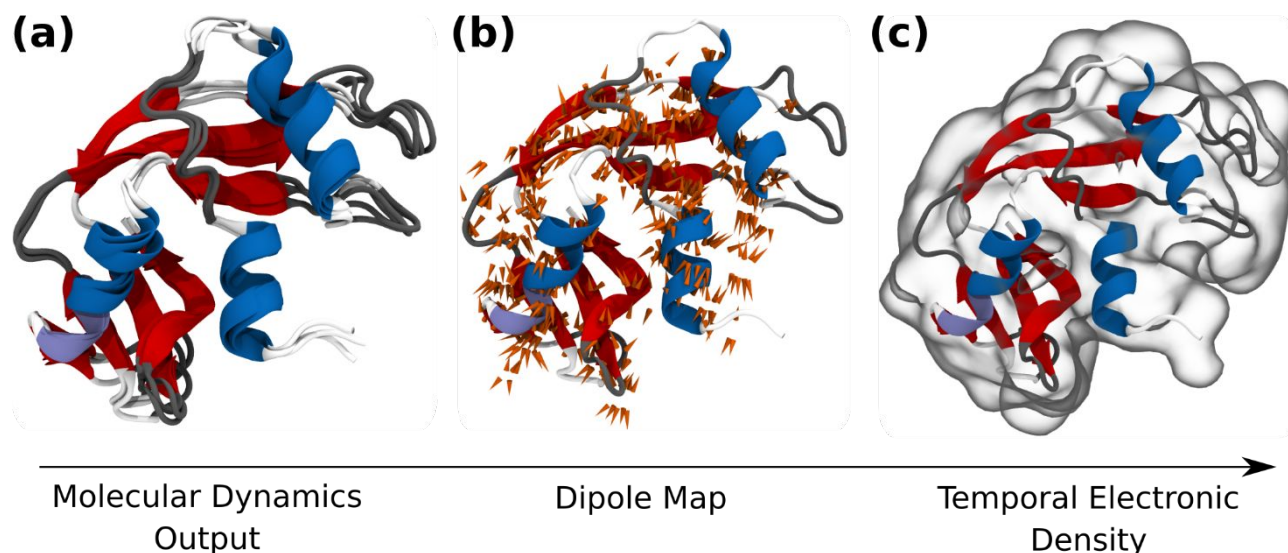 (a)
(b)
(c)
Molecular Dynamics
Output
Dipole Map
Temporal Electronic
Density